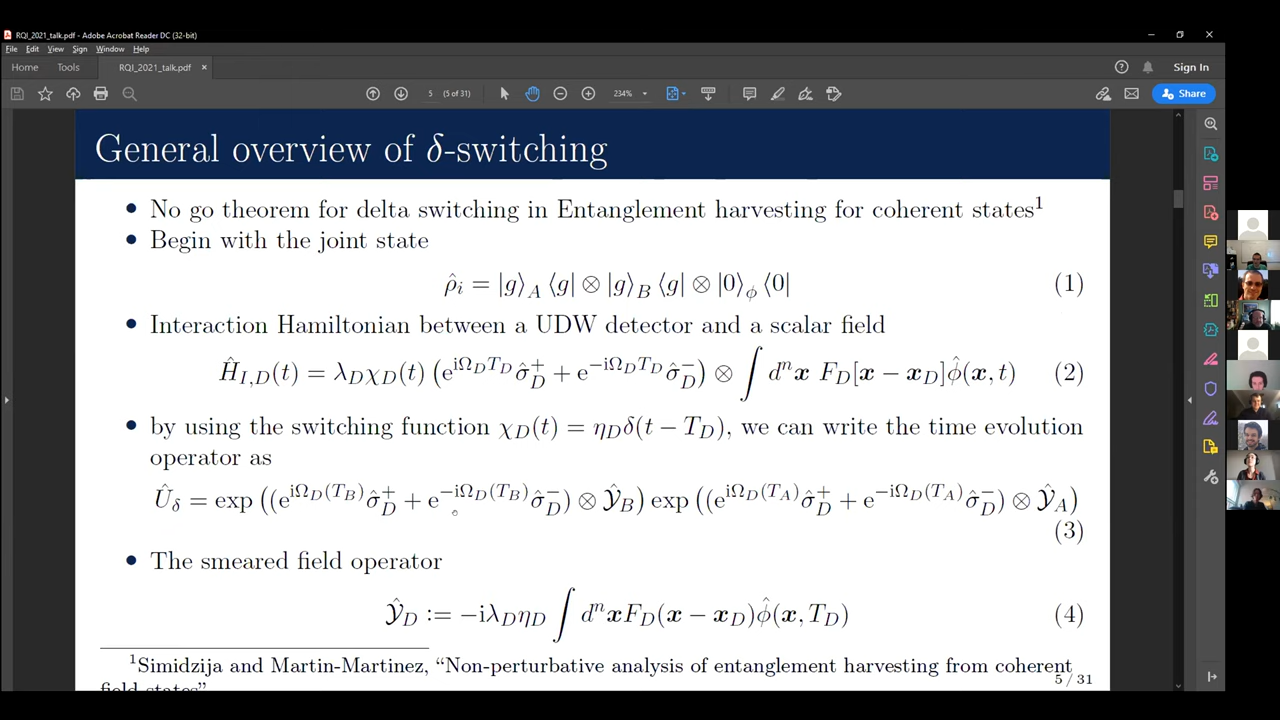 RQI_2021_talk.pdf - Adobe Acrobat Reader DC (32-bit)
File Edit View Sign Window Help
Home Tools RQI_2021_talk.pdf × Sign In
5 (5 of 31) 234% Share
General overview of δ-switching
• No go theorem for delta switching in Entanglement harvesting for coherent states¹
• Begin with the joint state
ρ̂_i = |g⟩_A ⟨g| ⊗ |g⟩_B ⟨g| ⊗ |0⟩_ϕ ⟨0| (1)
• Interaction Hamiltonian between a UDW detector and a scalar field
Ĥ_{I,D}(t) = λ_D χ_D(t) (e^{iΩ_D T_D} σ̂_D^+ + e^{−iΩ_D T_D} σ̂_D^−) ⊗ ∫ d^n x F_D[x − x_D] ϕ̂(x, t) (2)
• by using the switching function χ_D(t) = η_D δ(t − T_D), we can write the time evolution
operator as
Û_δ = exp ((e^{iΩ_D(T_B)} σ̂_D^+ + e^{−iΩ_D(T_B)} σ̂_D^−) ⊗ 𝒴̂_B) exp ((e^{iΩ_D(T_A)} σ̂_D^+ + e^{−iΩ_D(T_A)} σ̂_D^−) ⊗ 𝒴̂_A)
(3)
• The smeared field operator
𝒴̂_D := −iλ_D η_D ∫ d^n x F_D(x − x_D) ϕ̂(x, T_D) (4)
¹Simidzija and Martin-Martinez, “Non-perturbative analysis of entanglement harvesting from coherent
field states”
5 / 31